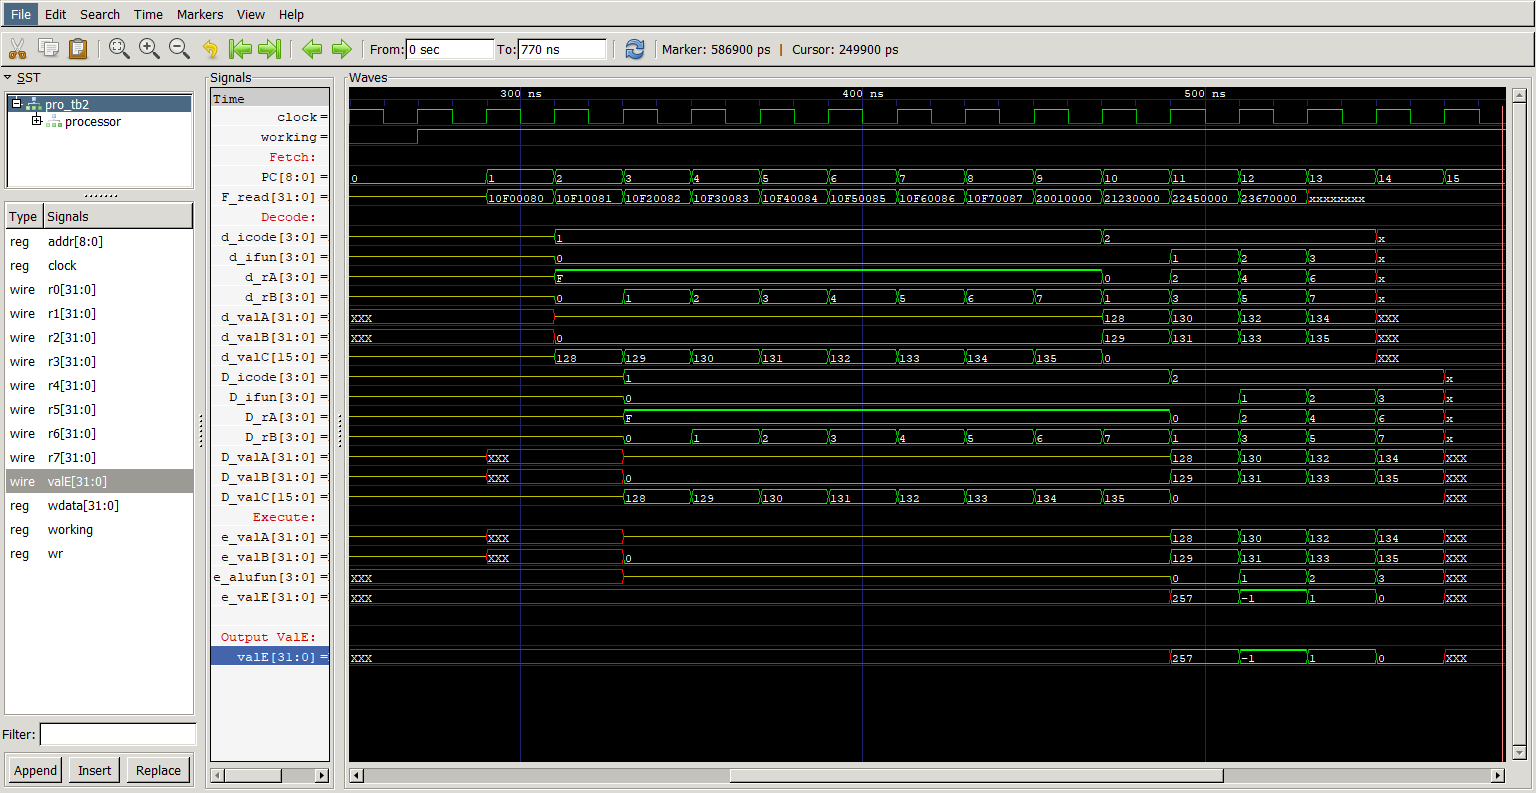 File Edit Search Time Markers View Help
From: 0 sec To: 770 ns Marker: 586900 ps | Cursor: 249900 ps
SST
pro_tb2
processor
Type Signals
reg addr[8:0]
reg clock
wire r0[31:0]
wire r1[31:0]
wire r2[31:0]
wire r3[31:0]
wire r4[31:0]
wire r5[31:0]
wire r6[31:0]
wire r7[31:0]
wire valE[31:0]
reg wdata[31:0]
reg working
reg wr
Filter:
Append Insert Replace
Signals
Waves
Time 300 ns 400 ns 500 ns
clock =
working =
Fetch:
PC[8:0] = 0 1 2 3 4 5 6 7 8 9 10 11 12 13 14 15
F_read[31:0] = 10F00080 10F10081 10F20082 10F30083 10F40084 10F50085 10F60086 10F70087 20010000 21230000 22450000 23670000 xxxxxxxx
Decode:
d_icode[3:0] = 1 2 x
d_ifun[3:0] = 0 1 2 3 x
d_rA[3:0] = F 0 2 4 6 x
d_rB[3:0] = 0 1 2 3 4 5 6 7 1 3 5 7 x
d_valA[31:0] = XXX 128 130 132 134 XXX
d_valB[31:0] = XXX 0 129 131 133 135 XXX
d_valC[15:0] = 128 129 130 131 132 133 134 135 0 XXX
D_icode[3:0] = 1 2 x
D_ifun[3:0] = 0 1 2 3 x
D_rA[3:0] = F 0 2 4 6 x
D_rB[3:0] = 0 1 2 3 4 5 6 7 1 3 5 7 x
D_valA[31:0] = XXX 128 130 132 134 XXX
D_valB[31:0] = XXX 0 129 131 133 135 XXX
D_valC[15:0] = 128 129 130 131 132 133 134 135 0 XXX
Execute:
e_valA[31:0] = XXX 128 130 132 134 XXX
e_valB[31:0] = XXX 0 129 131 133 135 XXX
e_alufun[3:0] = XXX 0 1 2 3 XXX
e_valE[31:0] = XXX 257 -1 1 0 XXX
Output ValE:
valE[31:0] = XXX 257 -1 1 0 XXX